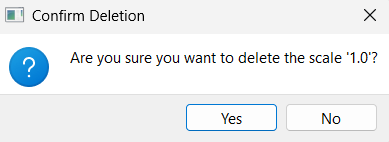 Confirm Deletion
Are you sure you want to delete the scale '1.0'?
Yes
No